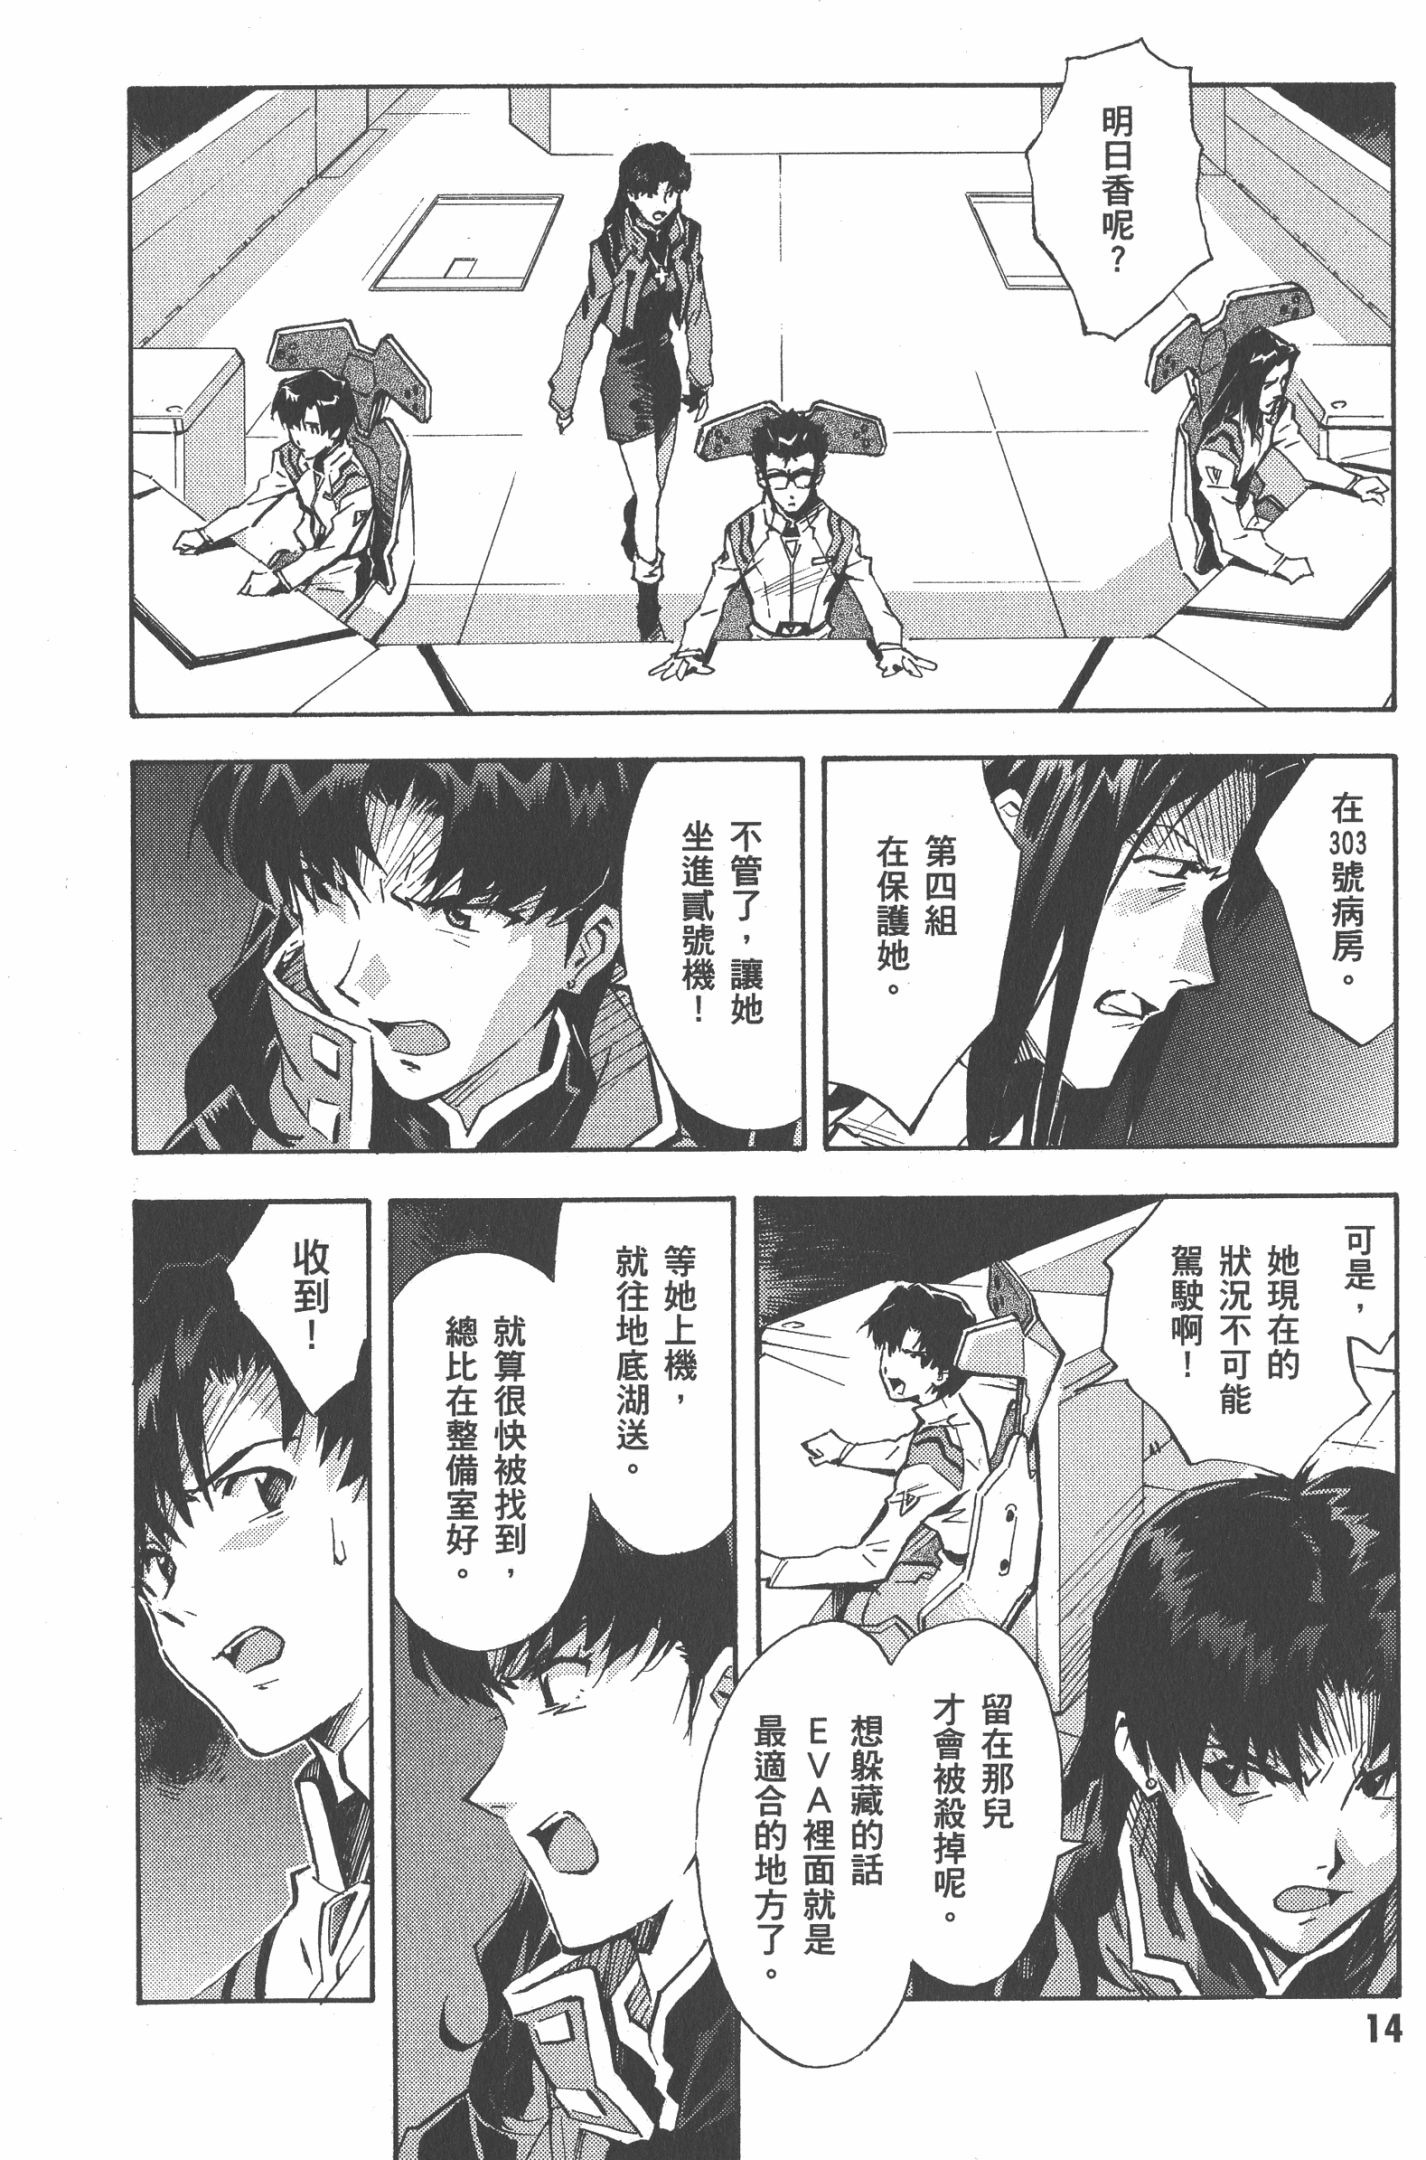 明日香呢？
在303號病房。
第四組
在保護她。
不管了，讓她
坐進貳號機！
可是，
她現在的
狀況不可能
駕駛啊！
留在那兒
才會被殺掉呢。
想躲藏的話
EVA裡面就是
最適合的地方了。
等她上機，
就往地底湖送。
就算很快被找到，
總比在整備室好。
收到！
14